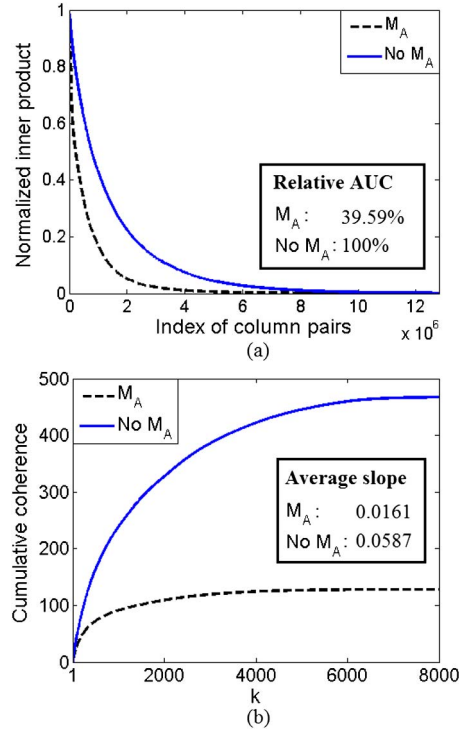 1
0.8
0.6
0.4
0.2
0
Normalized inner product
M_A
No M_A
Relative AUC
M_A : 39.59%
No M_A : 100%
0 2 4 6 8 10 12
x 10^6
Index of column pairs
(a)
500
400
300
200
100
0
Cumulative coherence
M_A
No M_A
Average slope
M_A : 0.0161
No M_A : 0.0587
1 2000 4000 6000 8000
k
(b)